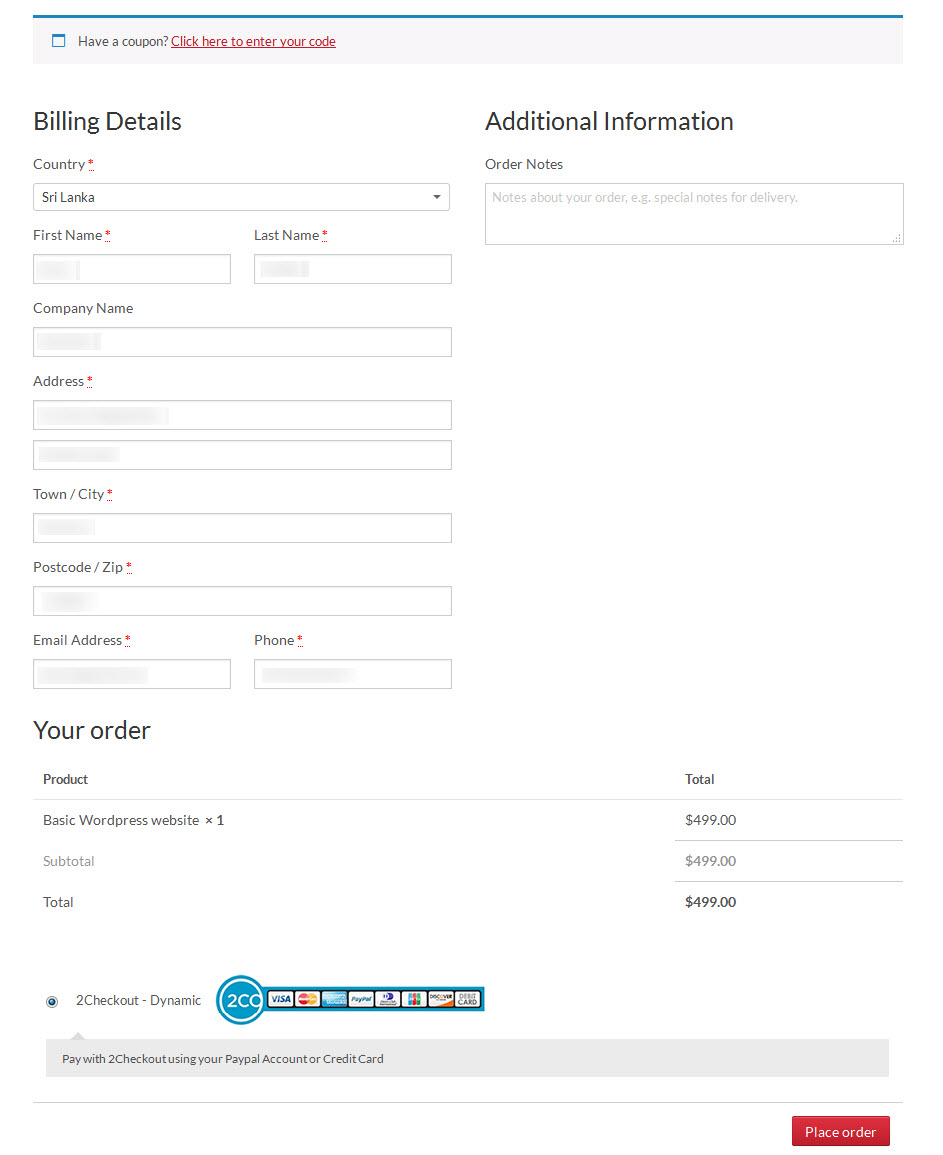 Have a coupon? Click here to enter your code
Billing Details
Country *
Sri Lanka
First Name *
Last Name *
Company Name
Address *
Town / City *
Postcode / Zip *
Email Address *
Phone *
Additional Information
Order Notes
Notes about your order, e.g. special notes for delivery.
Your order
Product Total
Basic Wordpress website × 1 $499.00
Subtotal $499.00
Total $499.00
2Checkout - Dynamic 2CO VISA PayPal JCB DISCOVER DEBIT CARD
Pay with 2Checkout using your Paypal Account or Credit Card
Place order